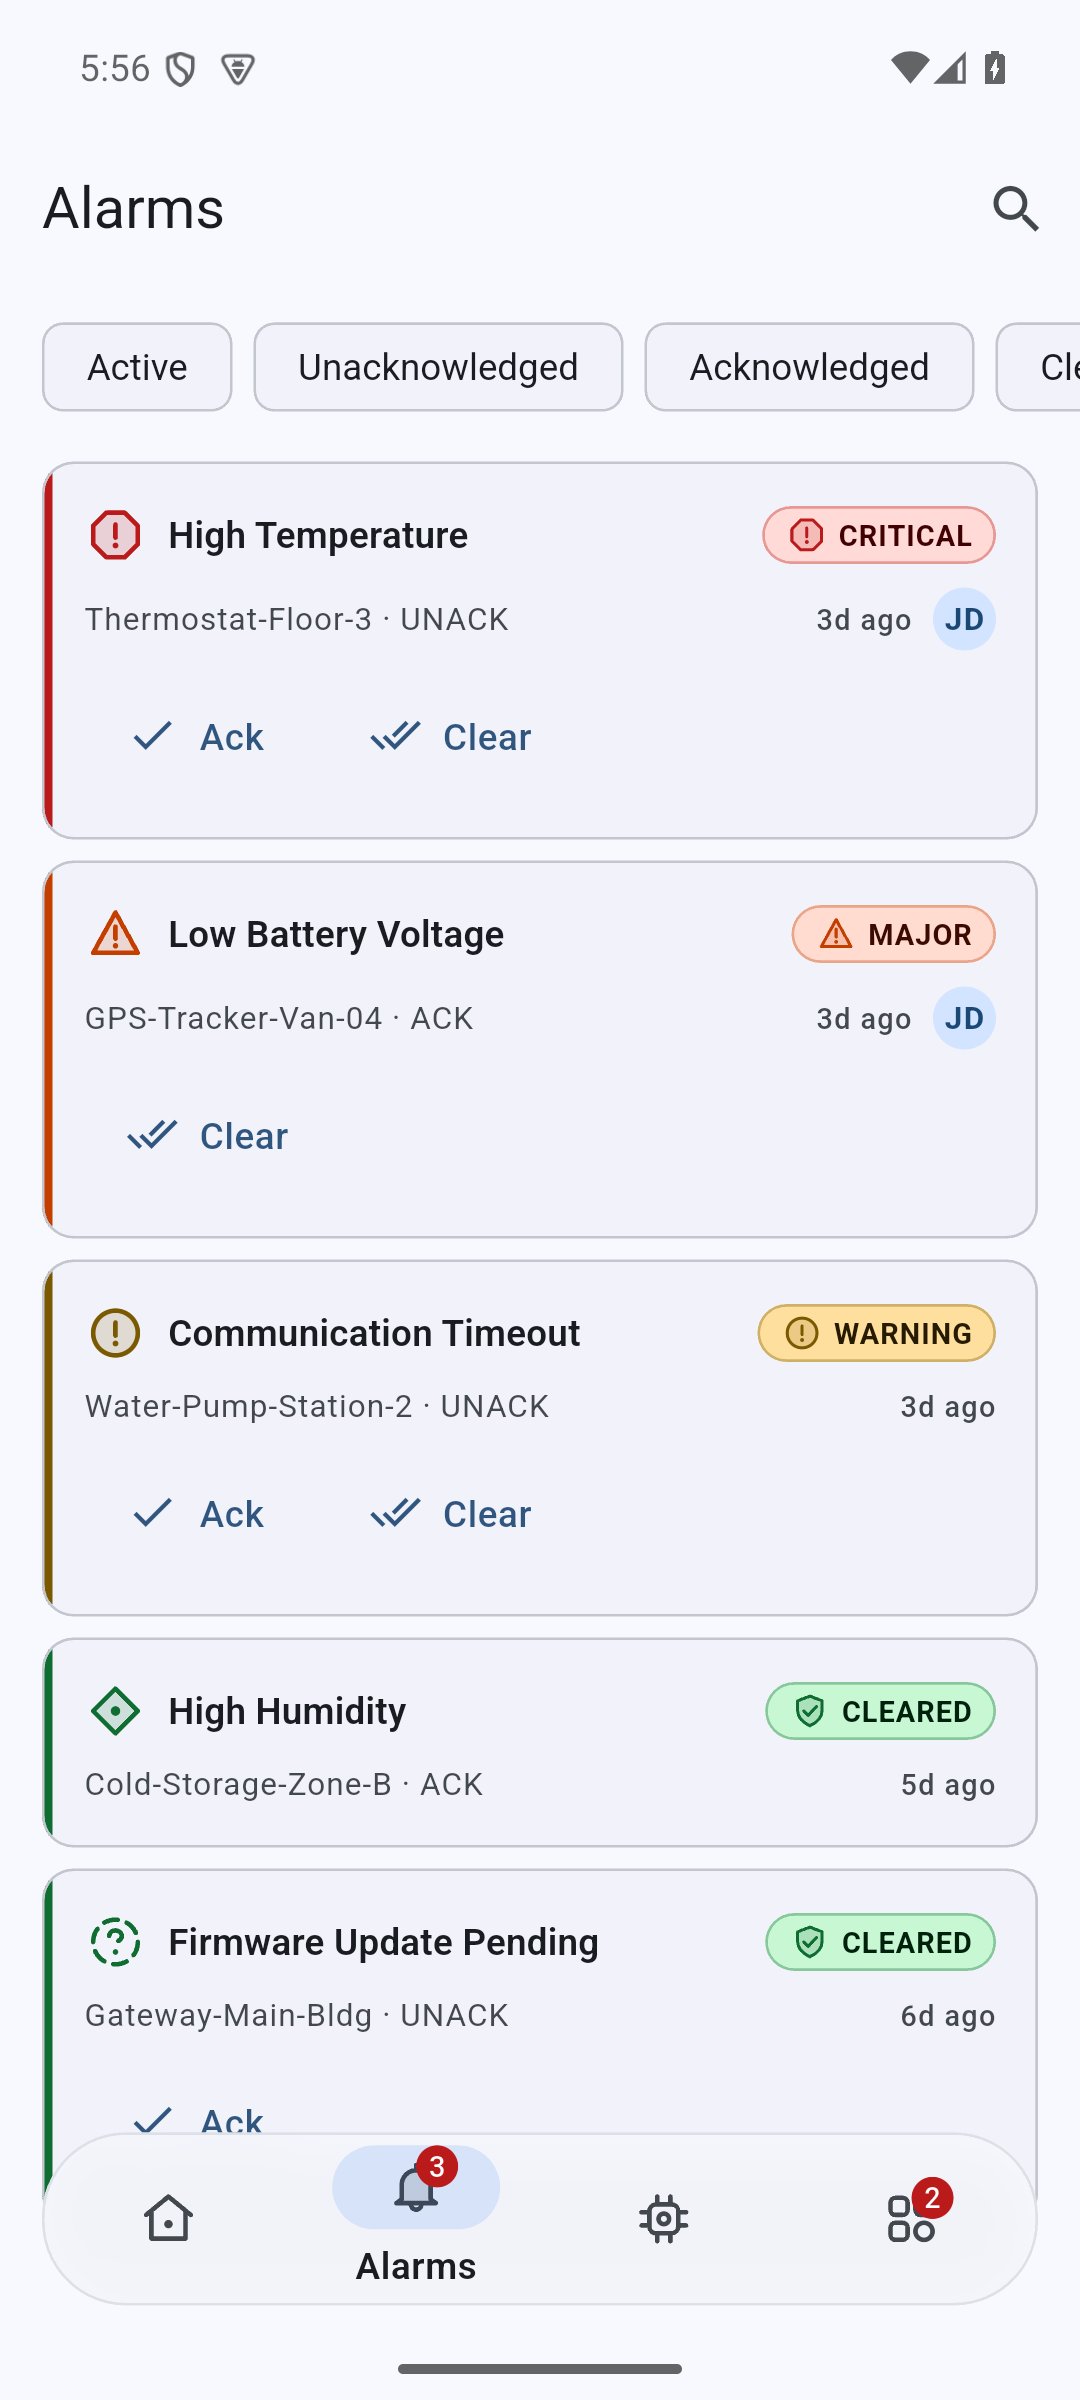 5:56
Alarms
Active
Unacknowledged
Acknowledged
Cle
High Temperature
CRITICAL
Thermostat-Floor-3 · UNACK
3d ago
JD
Ack
Clear
Low Battery Voltage
MAJOR
GPS-Tracker-Van-04 · ACK
3d ago
JD
Clear
Communication Timeout
WARNING
Water-Pump-Station-2 · UNACK
3d ago
Ack
Clear
High Humidity
CLEARED
Cold-Storage-Zone-B · ACK
5d ago
Firmware Update Pending
CLEARED
Gateway-Main-Bldg · UNACK
6d ago
Ack
3
2
Alarms